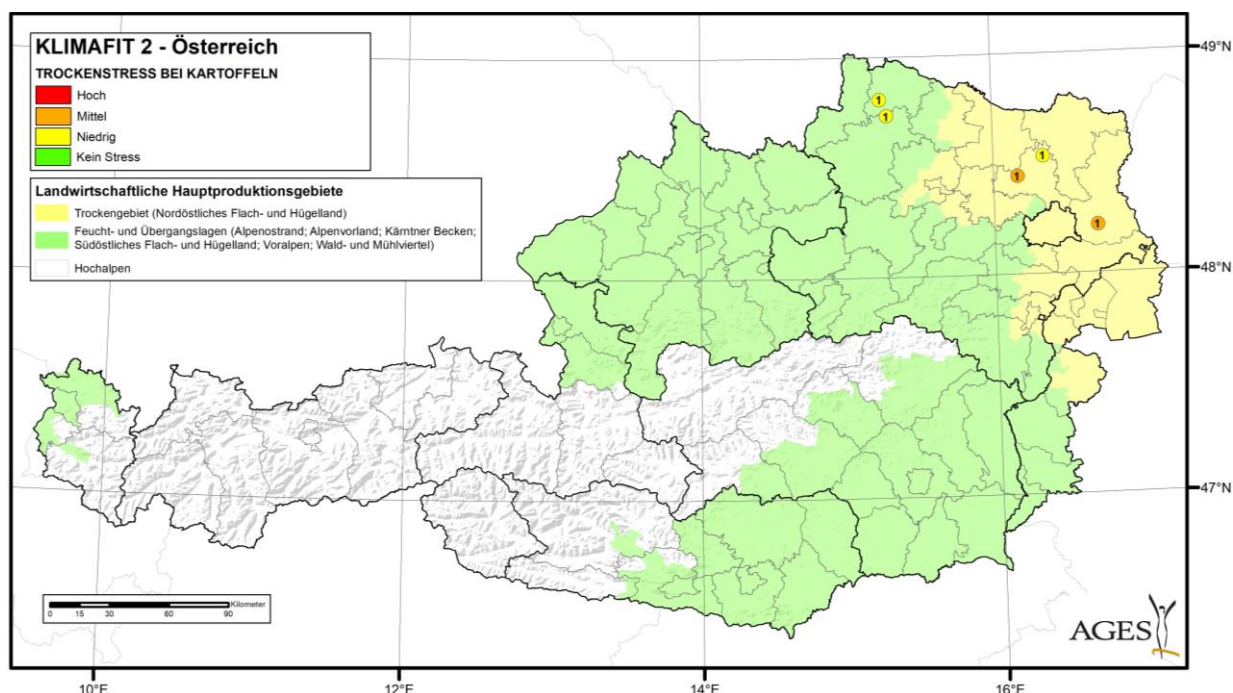 KLIMAFIT 2 - Österreich
TROCKENSTRESS BEI KARTOFFELN
Hoch
Mittel
Niedrig
Kein Stress
Landwirtschaftliche Hauptproduktionsgebiete
Trockengebiet (Nordöstliches Flach- und Hügelland)
Feucht- und Übergangslagen (Alpenostrand; Alpenvorland; Kärntner Becken;
Südöstliches Flach- und Hügelland; Voralpen; Wald- und Mühlviertel)
Hochalpen
49°N
1
1
1
1
1
48°N
47°N
Kilometer
0 15 30 60 90
AGES
10°E 12°E 14°E 16°E